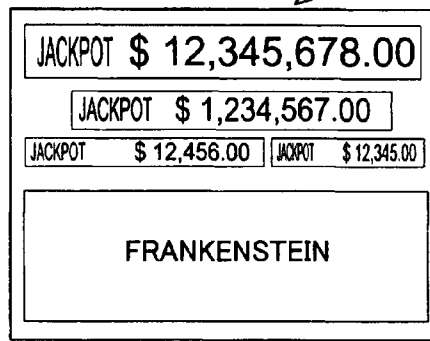 JACKPOT $ 12,345,678.00
JACKPOT $ 1,234,567.00
JACKPOT $ 12,456.00 JACKPOT $ 12,345.00
FRANKENSTEIN